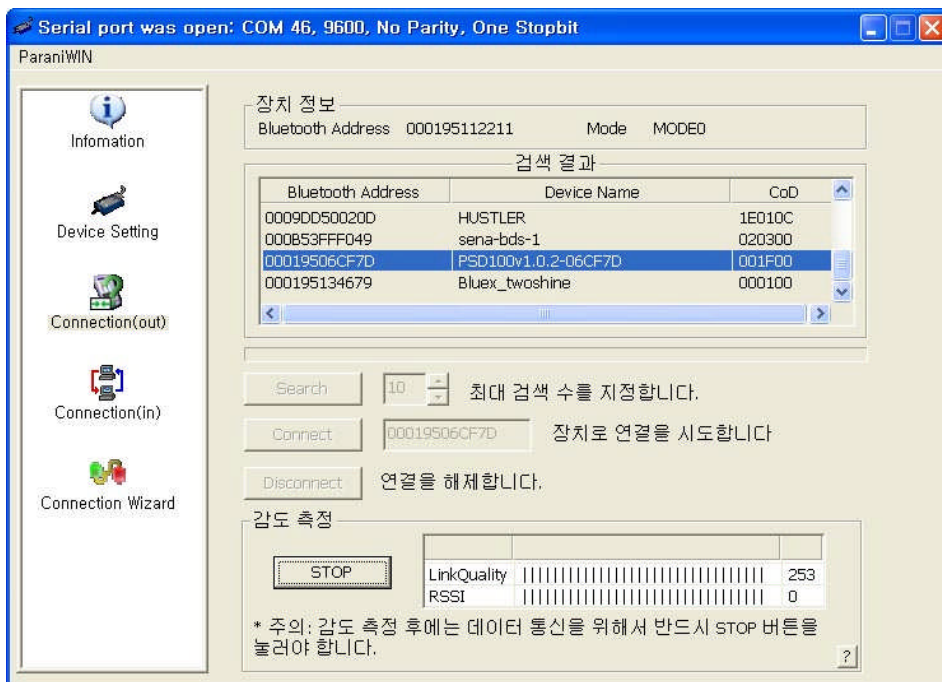 Serial port was open: COM 46, 9600, No Parity, One Stopbit
ParaniWIN
Infomation
Device Setting
Connection(out)
Connection(in)
Connection Wizard
장치 정보
Bluetooth Address 000195112211 Mode MODE0
검색 결과
Bluetooth Address Device Name CoD
0009DD50020D HUSTLER 1E010C
000B53FFF049 sena-bds-1 020300
00019506CF7D PSD100v1.0.2-06CF7D 001F00
000195134679 Bluex_twoshine 000100
Search 10 최대 검색 수를 지정합니다.
Connect 00019506CF7D 장치로 연결을 시도합니다
Disconnect 연결을 해제합니다.
감도 측정
STOP
LinkQuality ||||||||||||||||||||||||||||||||| 253
RSSI ||||||||||||||||||||||||||||||||| 0
* 주의: 감도 측정 후에는 데이터 통신을 위해서 반드시 STOP 버튼을
눌러야 합니다.
?